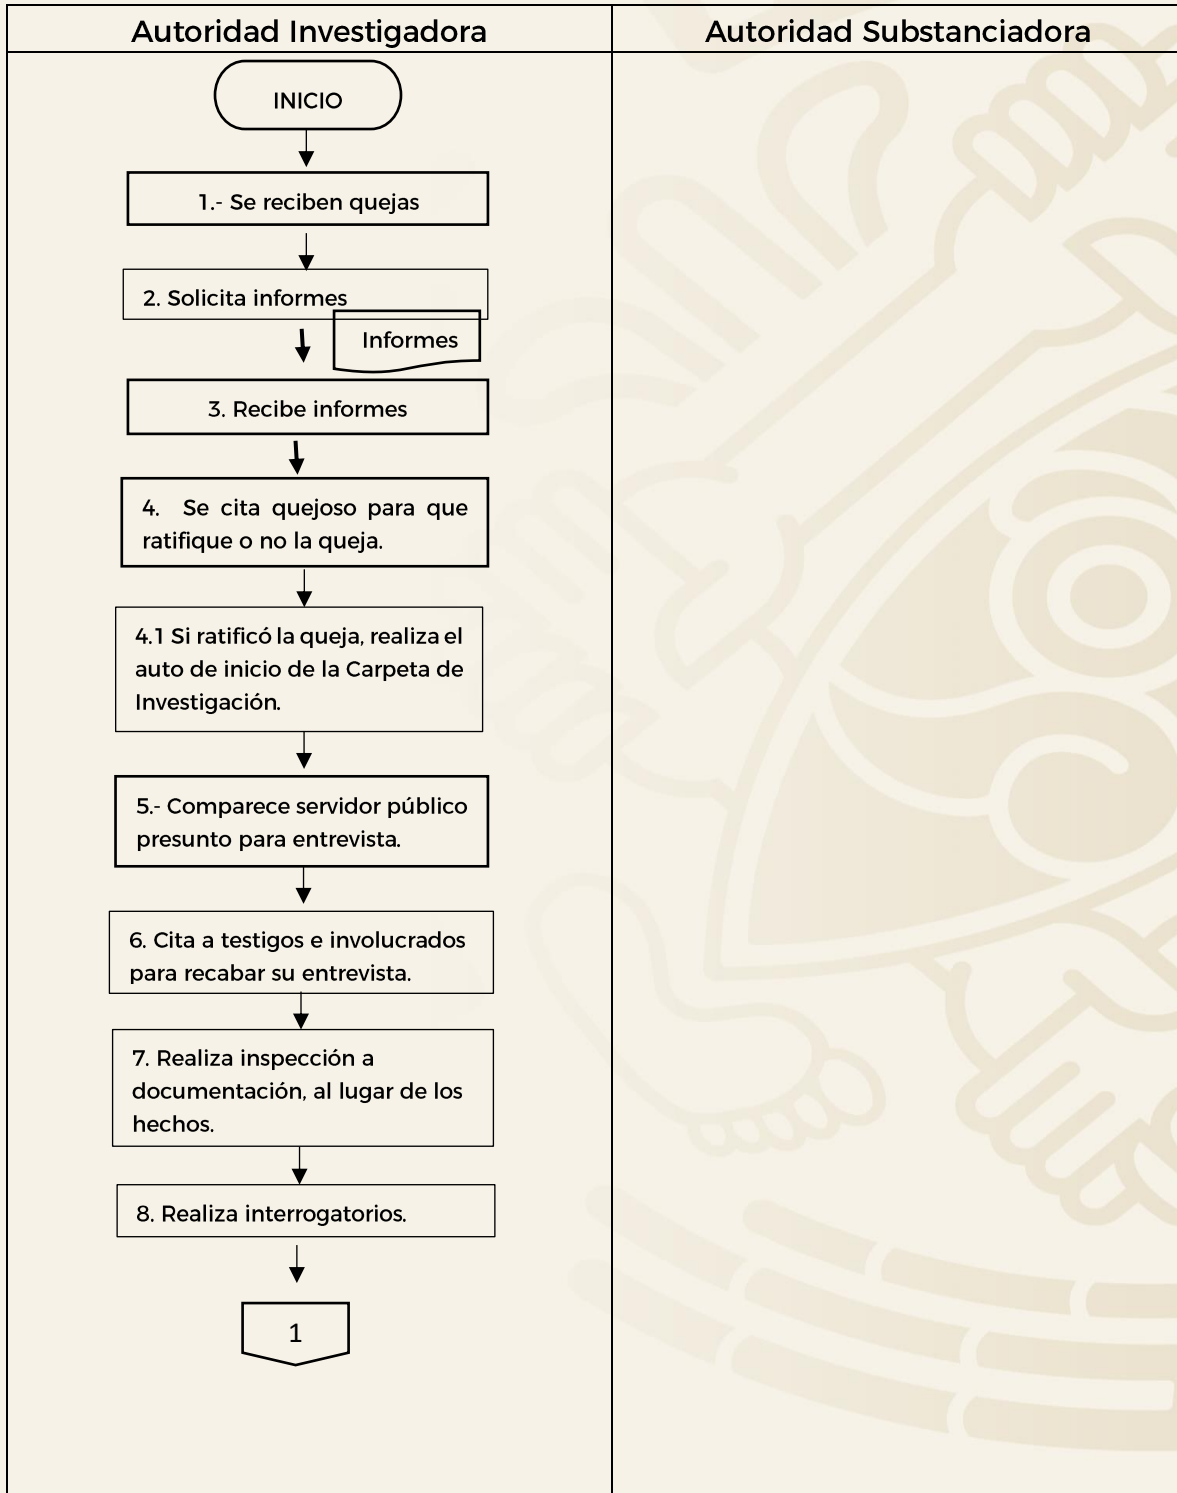 Autoridad Investigadora
Autoridad Substanciadora
INICIO
1.- Se reciben quejas
2. Solicita informes
Informes
3. Recibe informes
4. Se cita quejoso para que
ratifique o no la queja.
4.1 Si ratificó la queja, realiza el
auto de inicio de la Carpeta de
Investigación.
5.- Comparece servidor público
presunto para entrevista.
6. Cita a testigos e involucrados
para recabar su entrevista.
7. Realiza inspección a
documentación, al lugar de los
hechos.
8. Realiza interrogatorios.
1